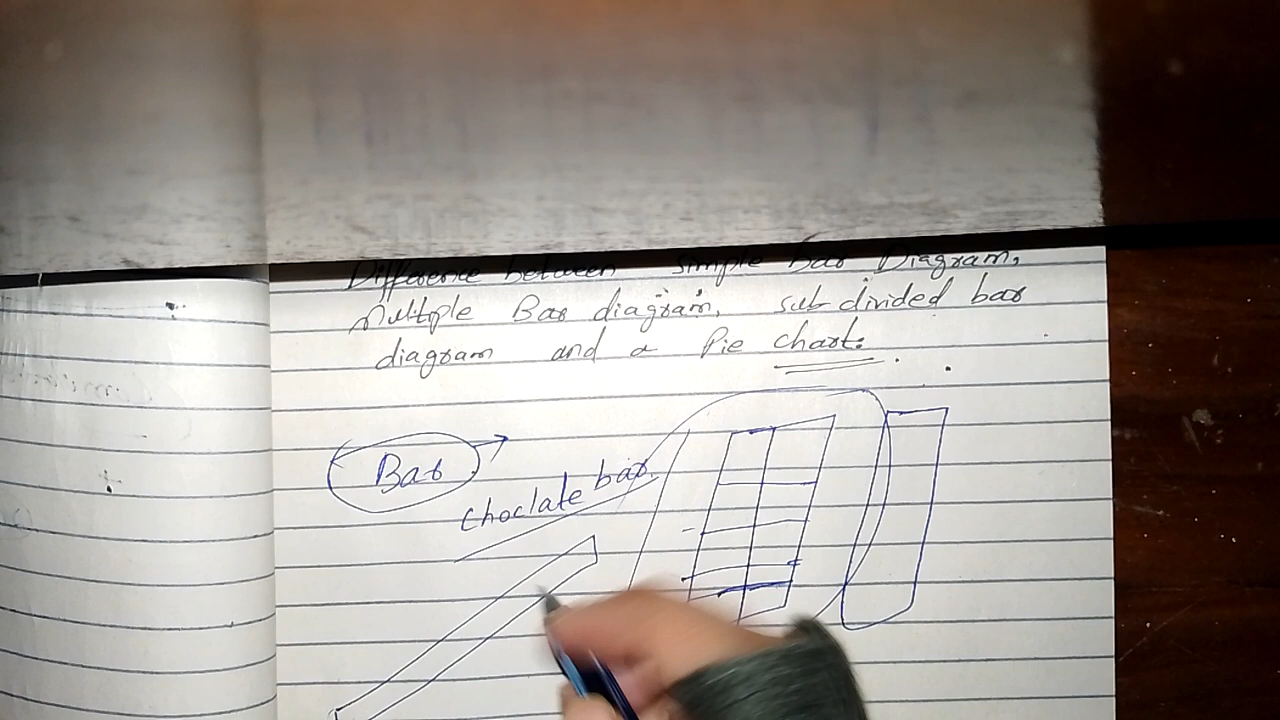 Difference between simple bar Diagram,
Multiple Bar diagram, sub divided bar
diagram and a Pie chart.
Bar
Choclate bar